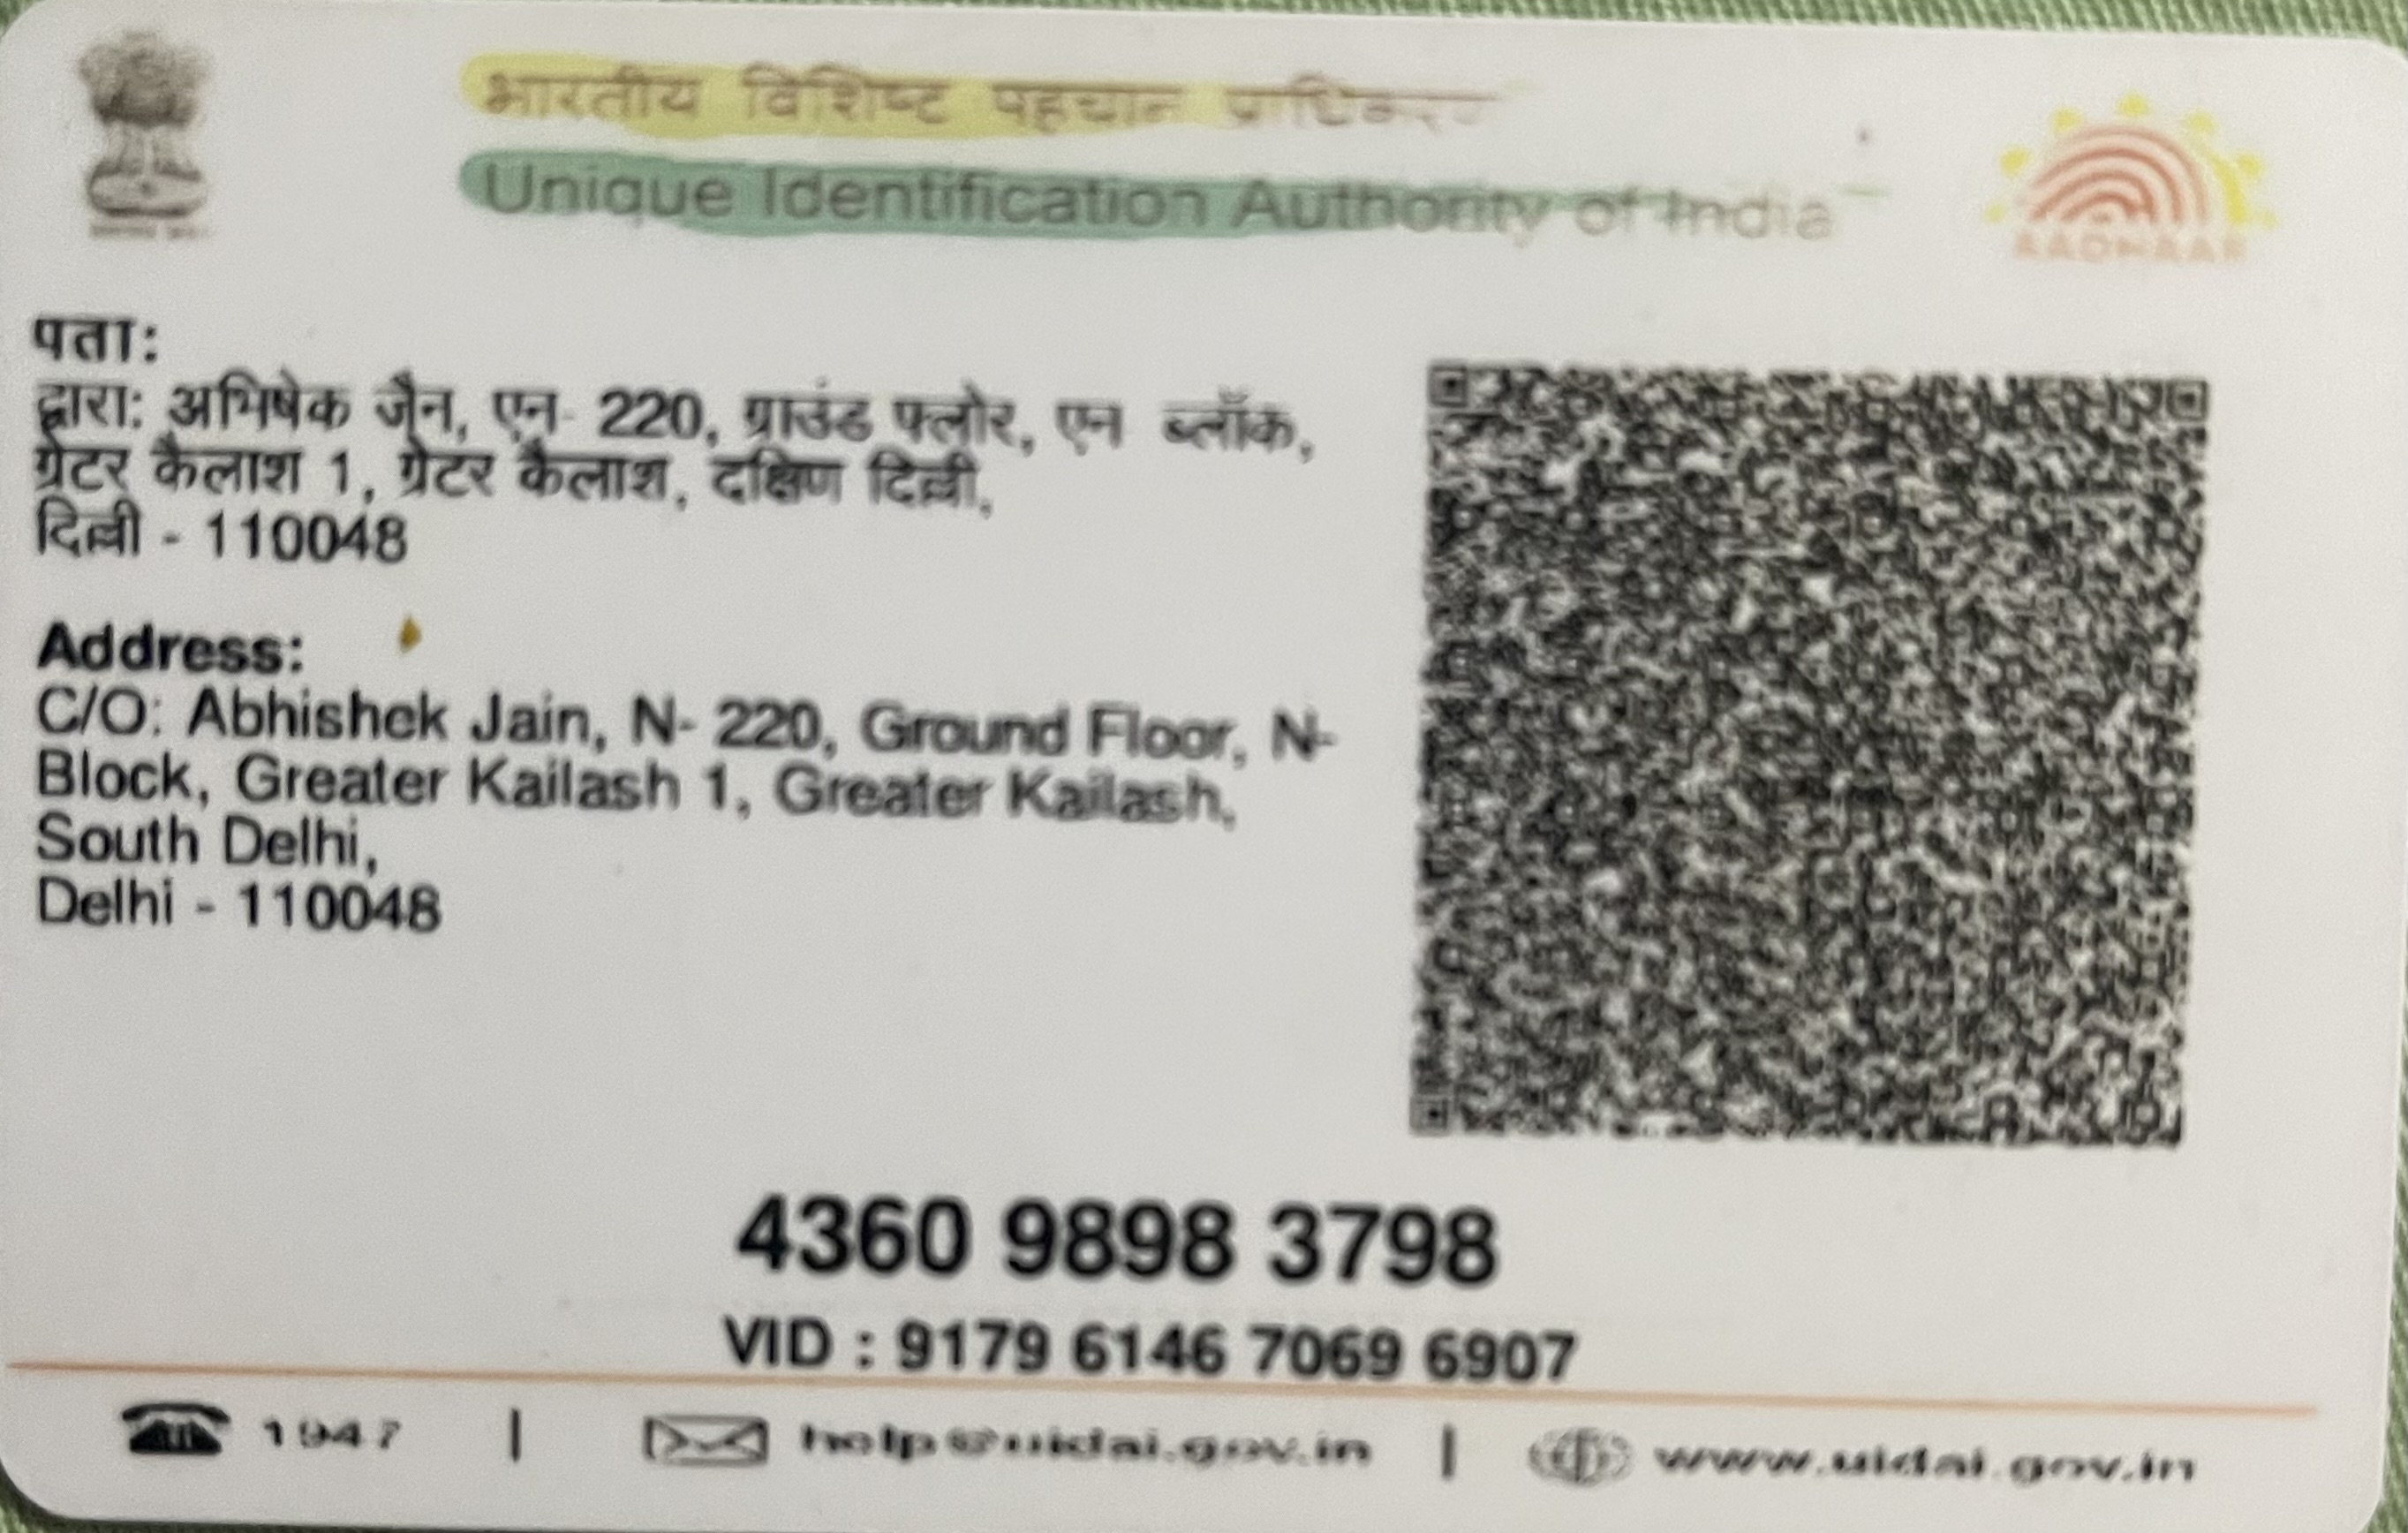 भारतीय विशिष्ट पहचान प्राधिकरण
Unique Identification Authority of India
AADHAAR
पता:
द्वारा: अभिषेक जैन, एन- 220, ग्राउंड फ्लोर, एन ब्लॉक,
ग्रेटर कैलाश 1, ग्रेटर कैलाश, दक्षिण दिल्ली,
दिल्ली - 110048
Address:
C/O: Abhishek Jain, N- 220, Ground Floor, N-
Block, Greater Kailash 1, Greater Kailash,
South Delhi,
Delhi - 110048
4360 9898 3798
VID : 9179 6146 7069 6907
1947 | help@uidai.gov.in | www.uidai.gov.in